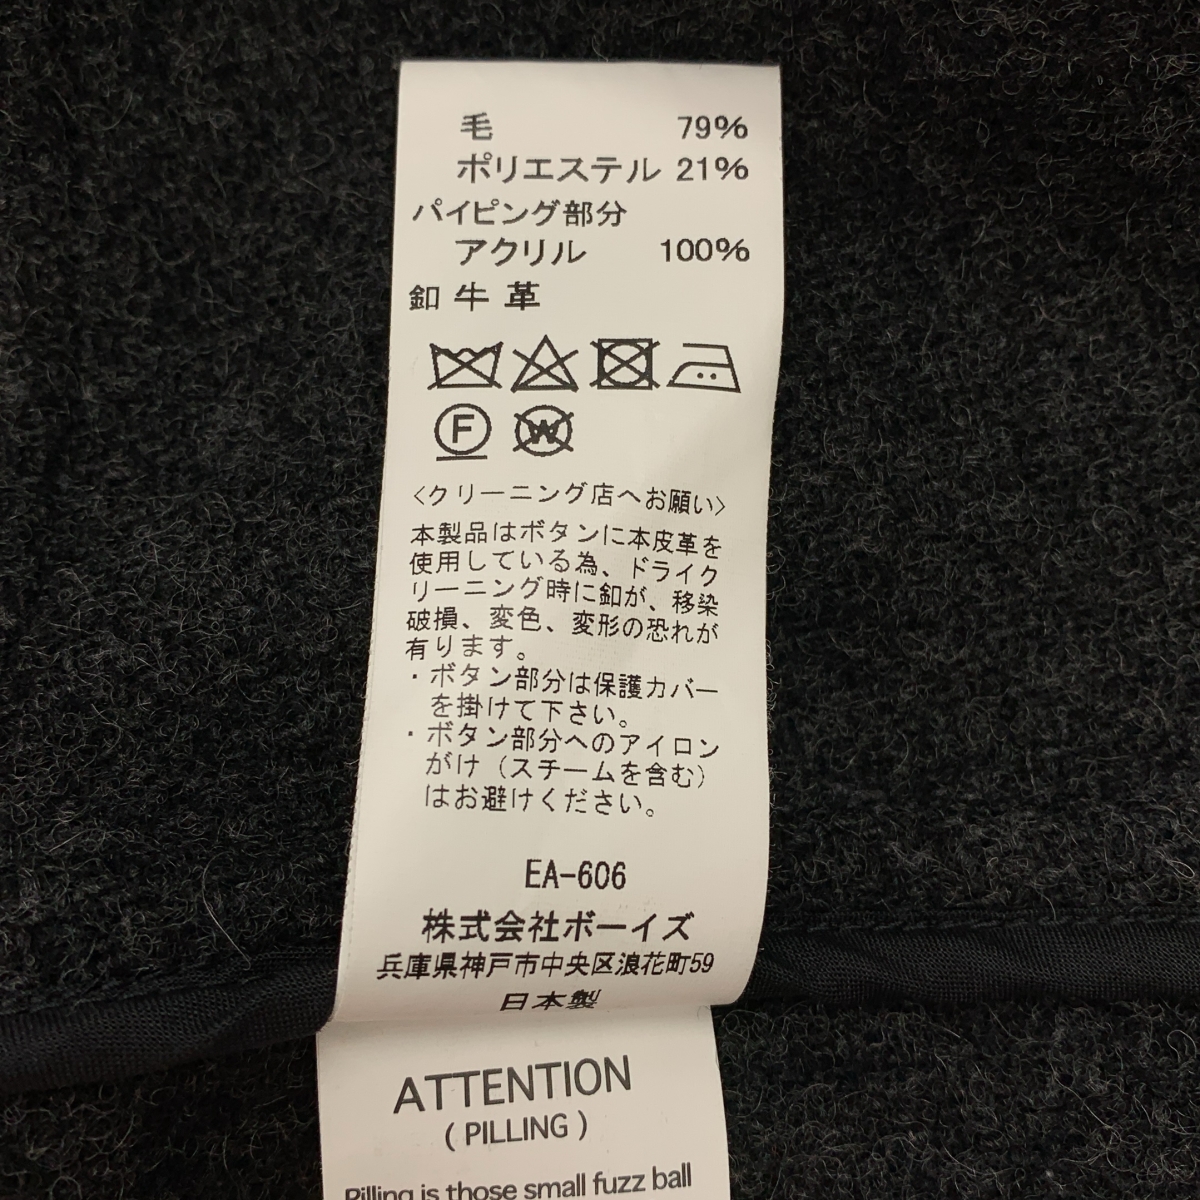 毛 79%
ポリエステル 21%
パイピング部分
アクリル 100%
釦 牛 革
F W
<クリーニング店へお願い>
本製品はボタンに本皮革を
使用している為、ドライク
リーニング時に釦が、移染
破損、変色、変形の恐れが
有ります。
・ボタン部分は保護カバー
を掛けて下さい。
・ボタン部分へのアイロン
がけ（スチームを含む）
はお避けください。
EA-606
株式会社ボーイズ
兵庫県神戸市中央区浪花町59
日本製
ATTENTION
( PILLING )
Pilling is those small fuzz ball